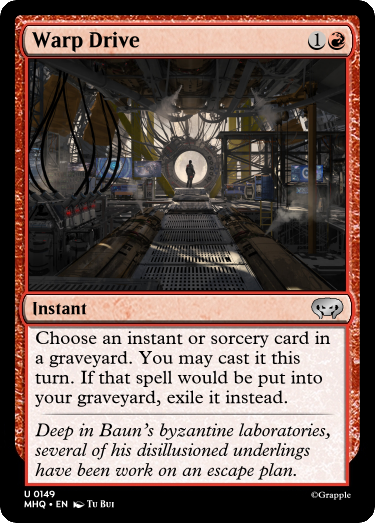 Warp Drive 1
Instant
Choose an instant or sorcery card in
a graveyard. You may cast it this
turn. If that spell would be put into
your graveyard, exile it instead.
Deep in Baun's byzantine laboratories,
several of his disillusioned underlings
have been work on an escape plan.
U 0149
MHQ • EN Tu Bui
©Grapple